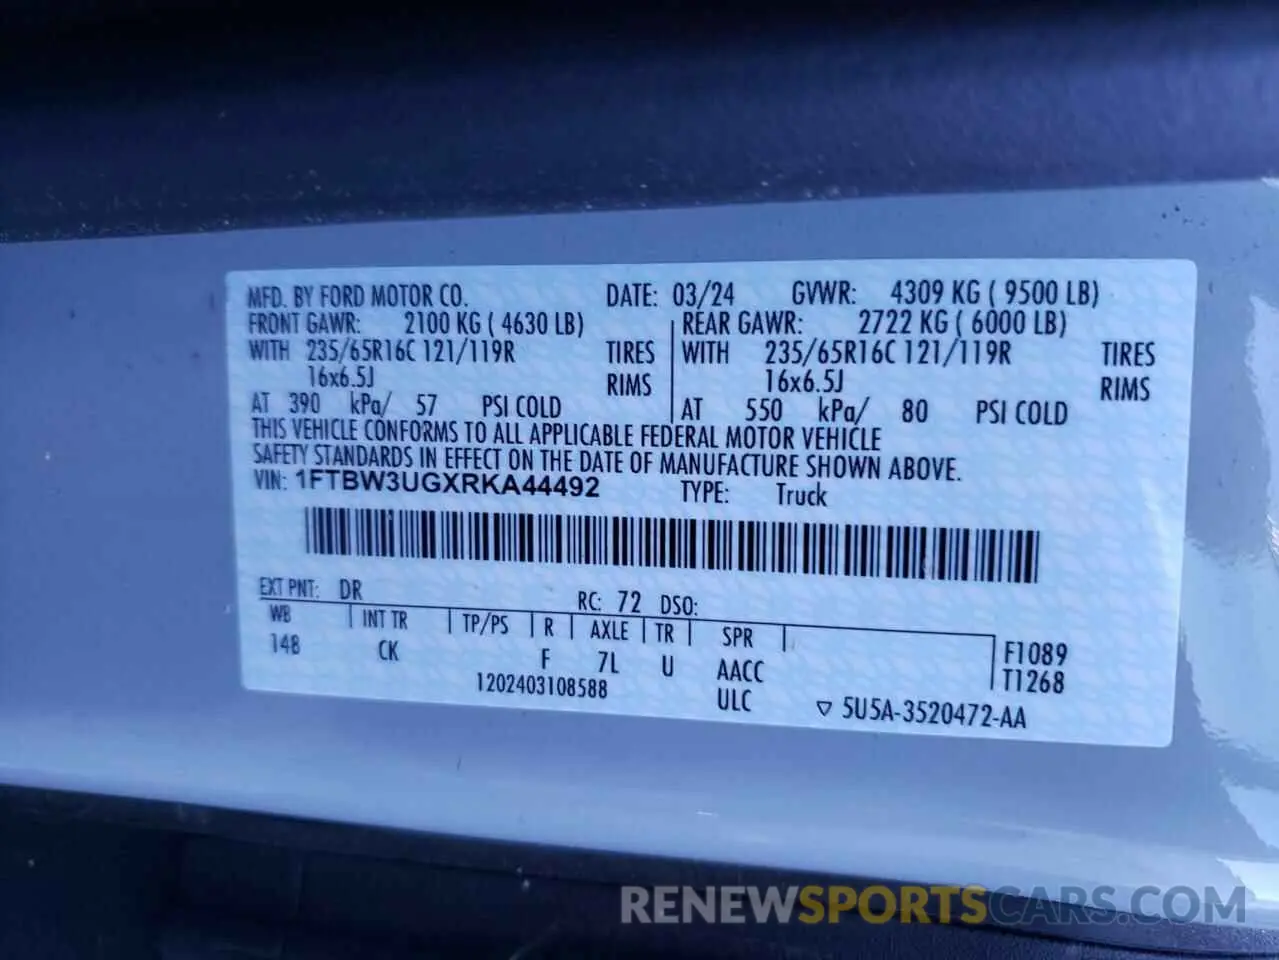 MFD. BY FORD MOTOR CO. DATE: 03/24 GVWR: 4309 KG ( 9500 LB)
FRONT GAWR: 2100 KG ( 4630 LB) REAR GAWR: 2722 KG ( 6000 LB)
WITH 235/65R16C 121/119R TIRES WITH 235/65R16C 121/119R TIRES
16x6.5J RIMS 16x6.5J RIMS
AT 390 kPa/ 57 PSI COLD AT 550 kPa/ 80 PSI COLD
THIS VEHICLE CONFORMS TO ALL APPLICABLE FEDERAL MOTOR VEHICLE
SAFETY STANDARDS IN EFFECT ON THE DATE OF MANUFACTURE SHOWN ABOVE.
VIN: 1FTBW3UGXRKA44492 TYPE: Truck
EXT PNT: DR RC: 72 DSO:
WB INT TR TP/PS R AXLE TR SPR F1089
148 CK F 7L U AACC T1268
1202403108588 ULC ▽ 5U5A-3520472-AA
RENEWSPORTSCARS.COM